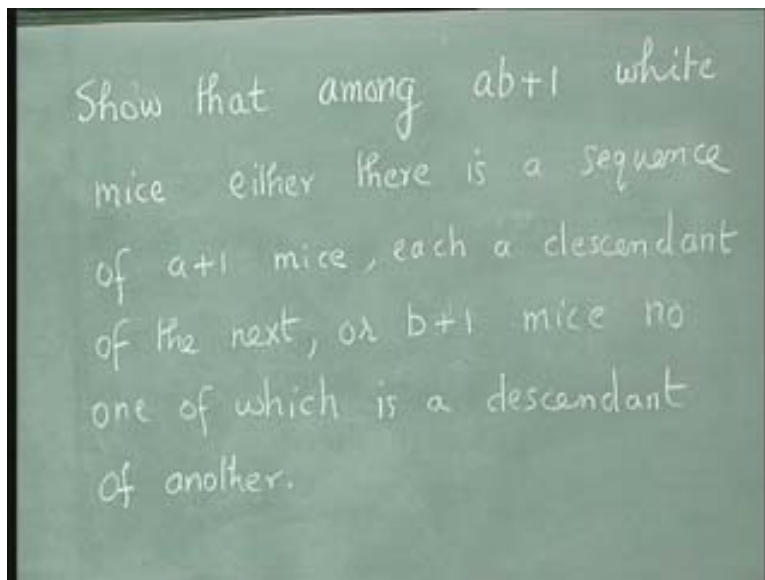 Show that among ab+1 white
mice either there is a sequence
of a+1 mice, each a descendant
of the next, or b+1 mice no
one of which is a descendant
of another.